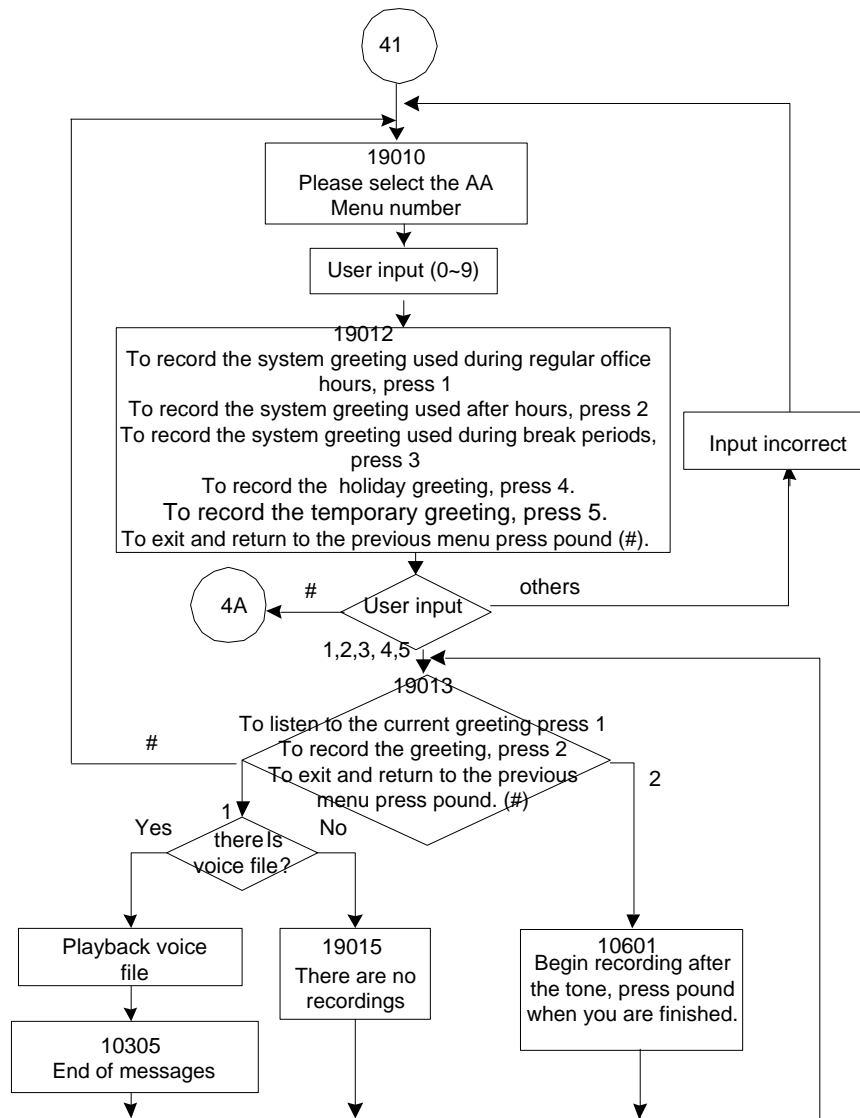 41
19010
Please select the AA
Menu number
User input (0~9)
19012
To record the system greeting used during regular office
hours, press 1
To record the system greeting used after hours, press 2
To record the system greeting used during break periods,
press 3
To record the holiday greeting, press 4.
To record the temporary greeting, press 5.
To exit and return to the previous menu press pound (#).
Input incorrect
#
User input
others
4A
1,2,3, 4,5
19013
To listen to the current greeting press 1
To record the greeting, press 2
To exit and return to the previous
menu press pound. (#)
#
2
1
Yes
No
there Is
voice file?
Playback voice
file
19015
There are no
recordings
10601
Begin recording after
the tone, press pound
when you are finished.
10305
End of messages